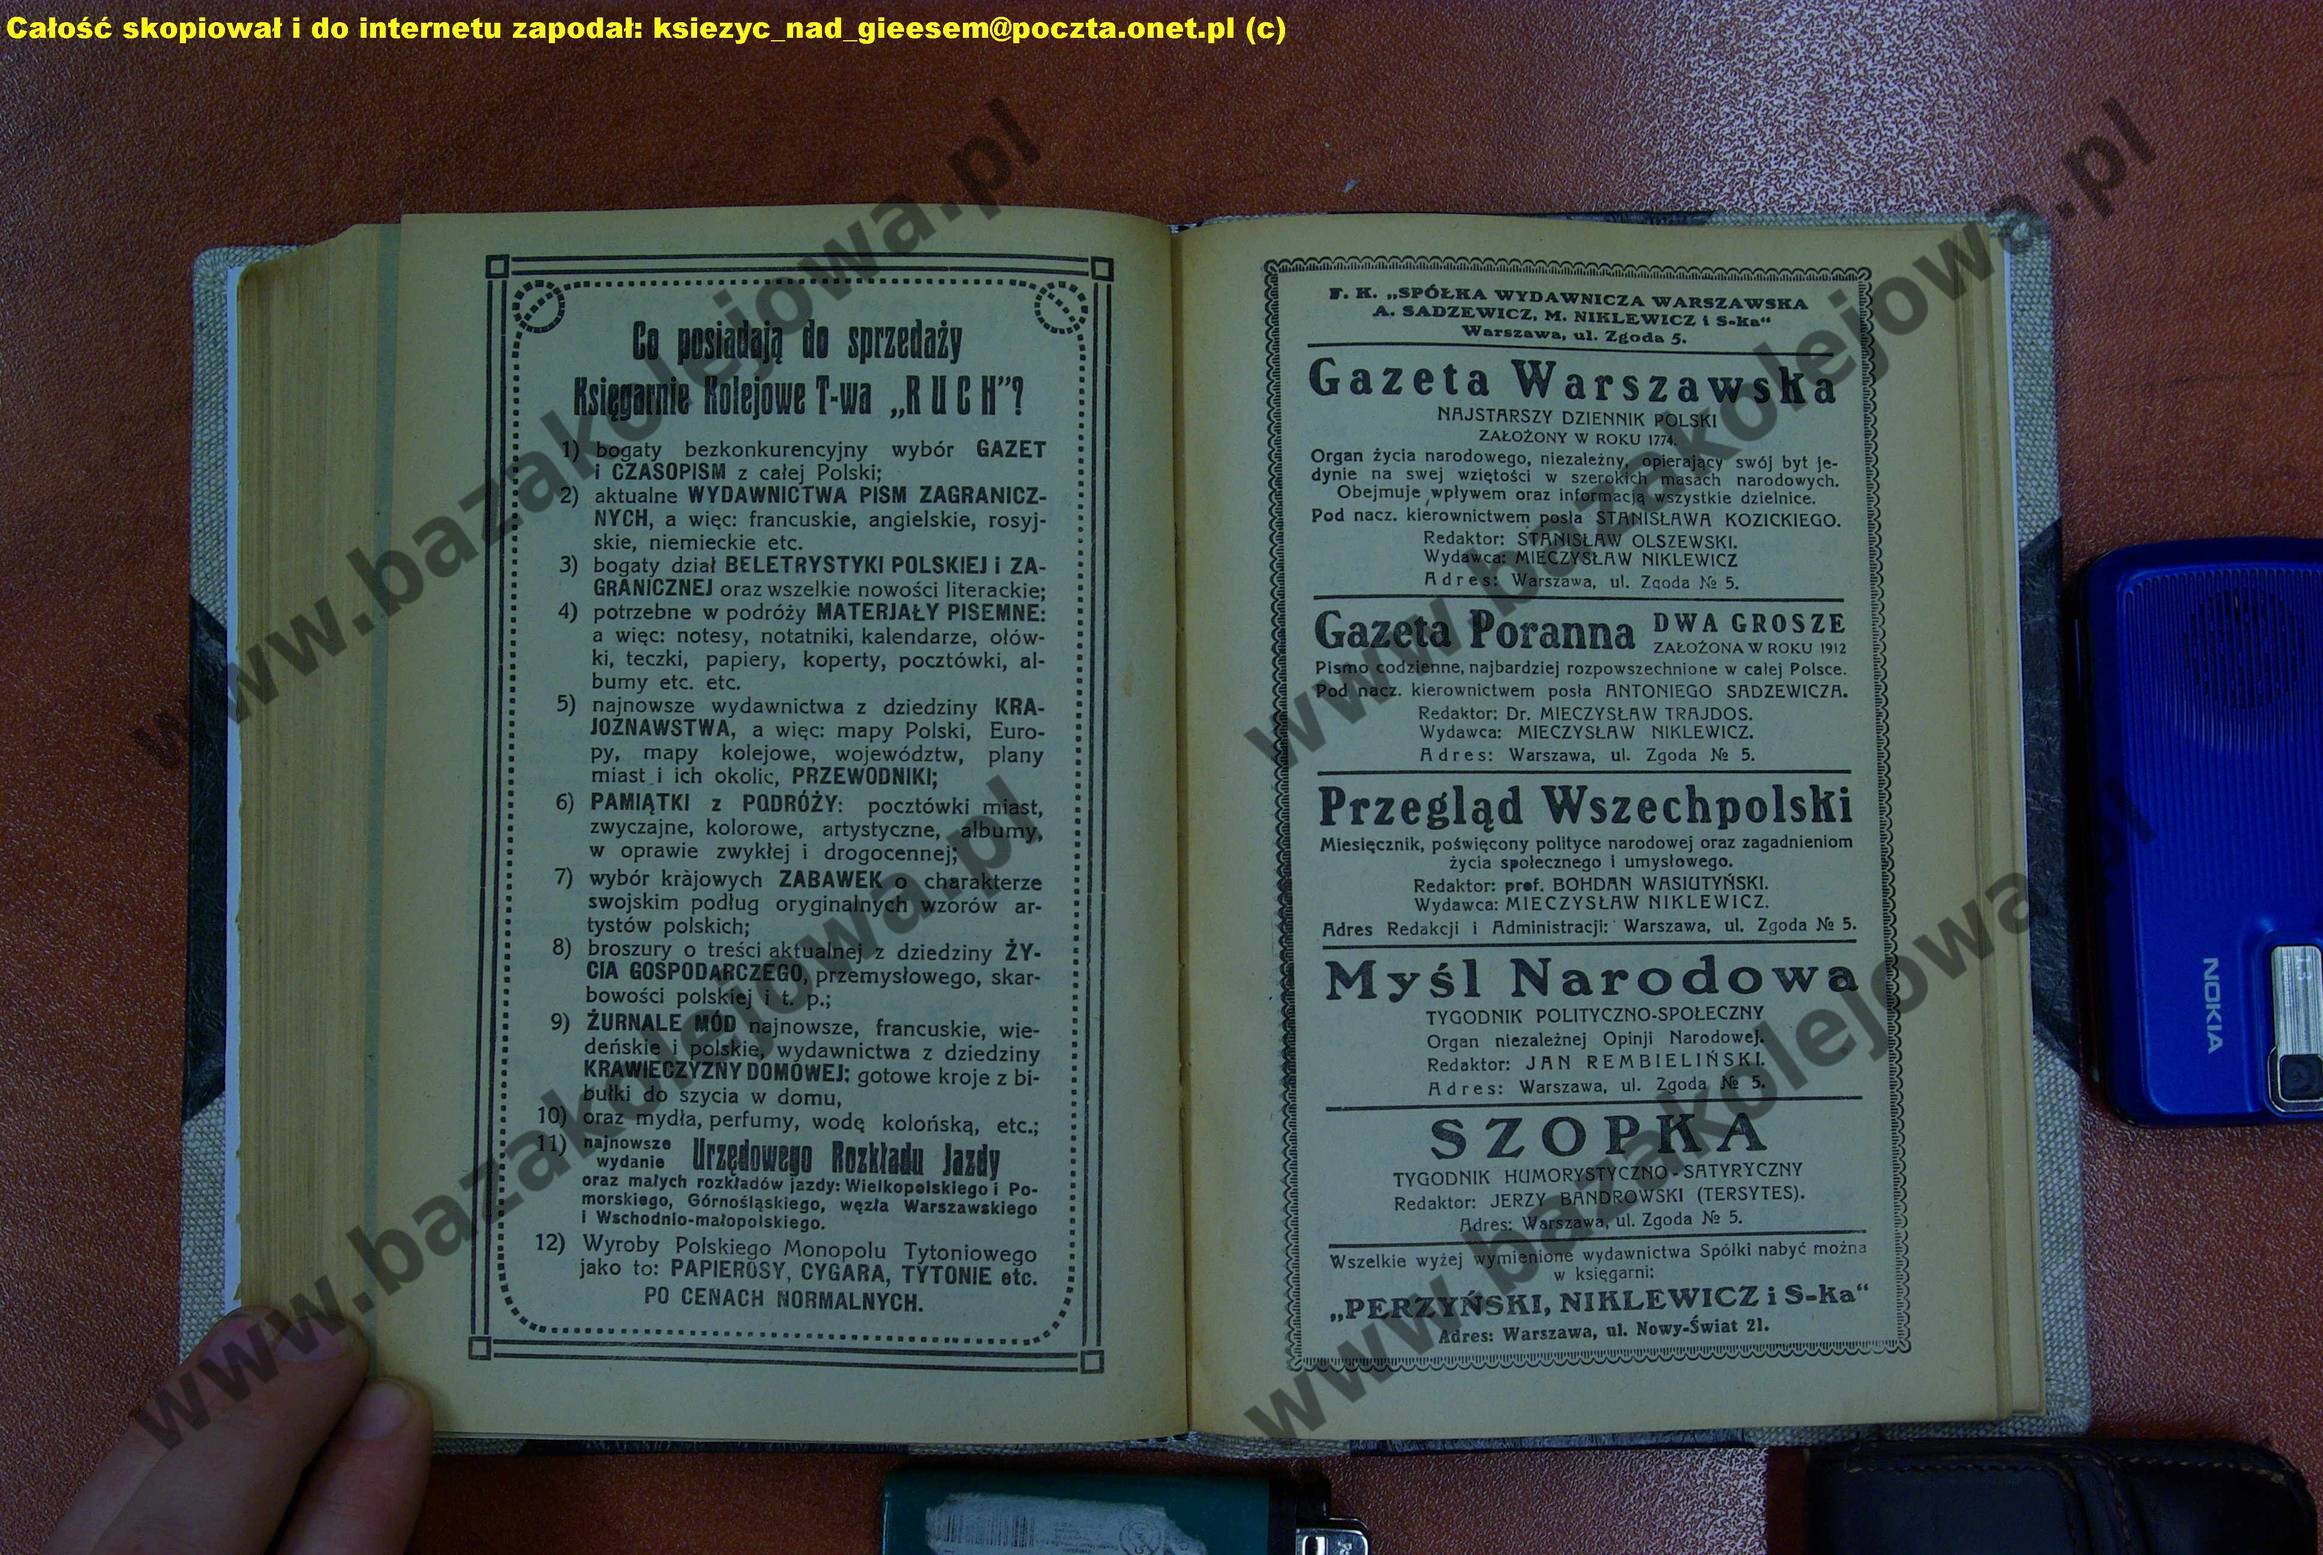 Całość skopiował i do internetu zapodał: ksiezyc_nad_gieesem@poczta.onet.pl (c)
Co posiadają do sprzedaży
Księgarnie Kolejowe T-wa „RUCH"?
1) bogaty bezkonkurencyjny wybór GAZET
i CZASOPISM z całej Polski;
2) aktualne WYDAWNICTWA PISM ZAGRANICZ-
NYCH, a więc: francuskie, angielskie, rosyj-
skie, niemieckie etc.
3) bogaty dział BELETRYSTYKI POLSKIEJ i ZA-
GRANICZNEJ oraz wszelkie nowości literackie;
4) potrzebne w podróży MATERJAŁY PISEMNE:
a więc: notesy, notatniki, kalendarze, ołów-
ki, teczki, papiery, koperty, pocztówki, al-
bumy etc. etc.
5) najnowsze wydawnictwa z dziedziny KRA-
JOZNAWSTWA, a więc: mapy Polski, Euro-
py, mapy kolejowe, województw, plany
miast i ich okolic, PRZEWODNIKI;
6) PAMIĄTKI z PODRÓŻY: pocztówki miast,
zwyczajne, kolorowe, artystyczne, albumy,
w oprawie zwykłej i drogocennej;
7) wybór krajowych ZABAWEK o charakterze
swojskim podług oryginalnych wzorów ar-
tystów polskich;
8) broszury o treści aktualnej z dziedziny ŻY-
CIA GOSPODARCZEGO, przemysłowego, skar-
bowości polskiej i t. p.;
9) ŻURNALE MÓD najnowsze, francuskie, wie-
deńskie i polskie, wydawnictwa z dziedziny
KRAWIECZYZNY DOMOWEJ: gotowe kroje z bi-
bułki do szycia w domu,
10) oraz mydła, perfumy, wodę kolońską, etc.;
11) najnowsze wydanie Urzędowego Rozkładu Jazdy
oraz małych rozkładów jazdy: Wielkopolskiego i Po-
morskiego, Górnośląskiego, węzła Warszawskiego
i Wschodnio-małopolskiego.
12) Wyroby Polskiego Monopolu Tytoniowego
jako to: PAPIEROSY, CYGARA, TYTONIE etc.
PO CENACH NORMALNYCH.
F. K. „SPÓŁKA WYDAWNICZA WARSZAWSKA
A. SADZEWICZ, M. NIKLEWICZ i S-ka"
Warszawa, ul. Zgoda 5.
Gazeta Warszawska
NAJSTARSZY DZIENNIK POLSKI
ZAŁOŻONY W ROKU 1774.
Organ życia narodowego, niezależny, opierający swój byt je-
dynie na swej wziętości w szerokich masach narodowych.
Obejmuje wpływem oraz informacją wszystkie dzielnice.
Pod nacz. kierownictwem posła STANISŁAWA KOZICKIEGO.
Redaktor: STANISŁAW OLSZEWSKI.
Wydawca: MIECZYSŁAW NIKLEWICZ
Adres: Warszawa, ul. Zgoda № 5.
Gazeta Poranna DWA GROSZE
ZAŁOŻONA W ROKU 1912
Pismo codzienne, najbardziej rozpowszechnione w całej Polsce.
Pod nacz. kierownictwem posła ANTONIEGO SADZEWICZA.
Redaktor: Dr. MIECZYSŁAW TRAJDOS.
Wydawca: MIECZYSŁAW NIKLEWICZ.
Adres: Warszawa, ul. Zgoda № 5.
Przegląd Wszechpolski
Miesięcznik, poświęcony polityce narodowej oraz zagadnieniom
życia społecznego i umysłowego.
Redaktor: prof. BOHDAN WASIUTYŃSKI.
Wydawca: MIECZYSŁAW NIKLEWICZ.
Adres Redakcji i Administracji: Warszawa, ul. Zgoda № 5.
Myśl Narodowa
TYGODNIK POLITYCZNO-SPOŁECZNY
Organ niezależnej Opinji Narodowej.
Redaktor: JAN REMBIELIŃSKI.
Adres: Warszawa, ul. Zgoda № 5.
SZOPKA
TYGODNIK HUMORYSTYCZNO-SATYRYCZNY
Redaktor: JERZY BANDROWSKI (TERSYTES).
Adres: Warszawa, ul. Zgoda № 5.
Wszelkie wyżej wymienione wydawnictwa Spółki nabyć można
w księgarni:
„PERZYŃSKI, NIKLEWICZ i S-ka"
Adres: Warszawa, ul. Nowy-Świat 21.
NOKIA
www.bazakolejowa.pl
www.bazakolejowa.pl
www.bazakolejowa.pl
www.bazakolejowa.pl